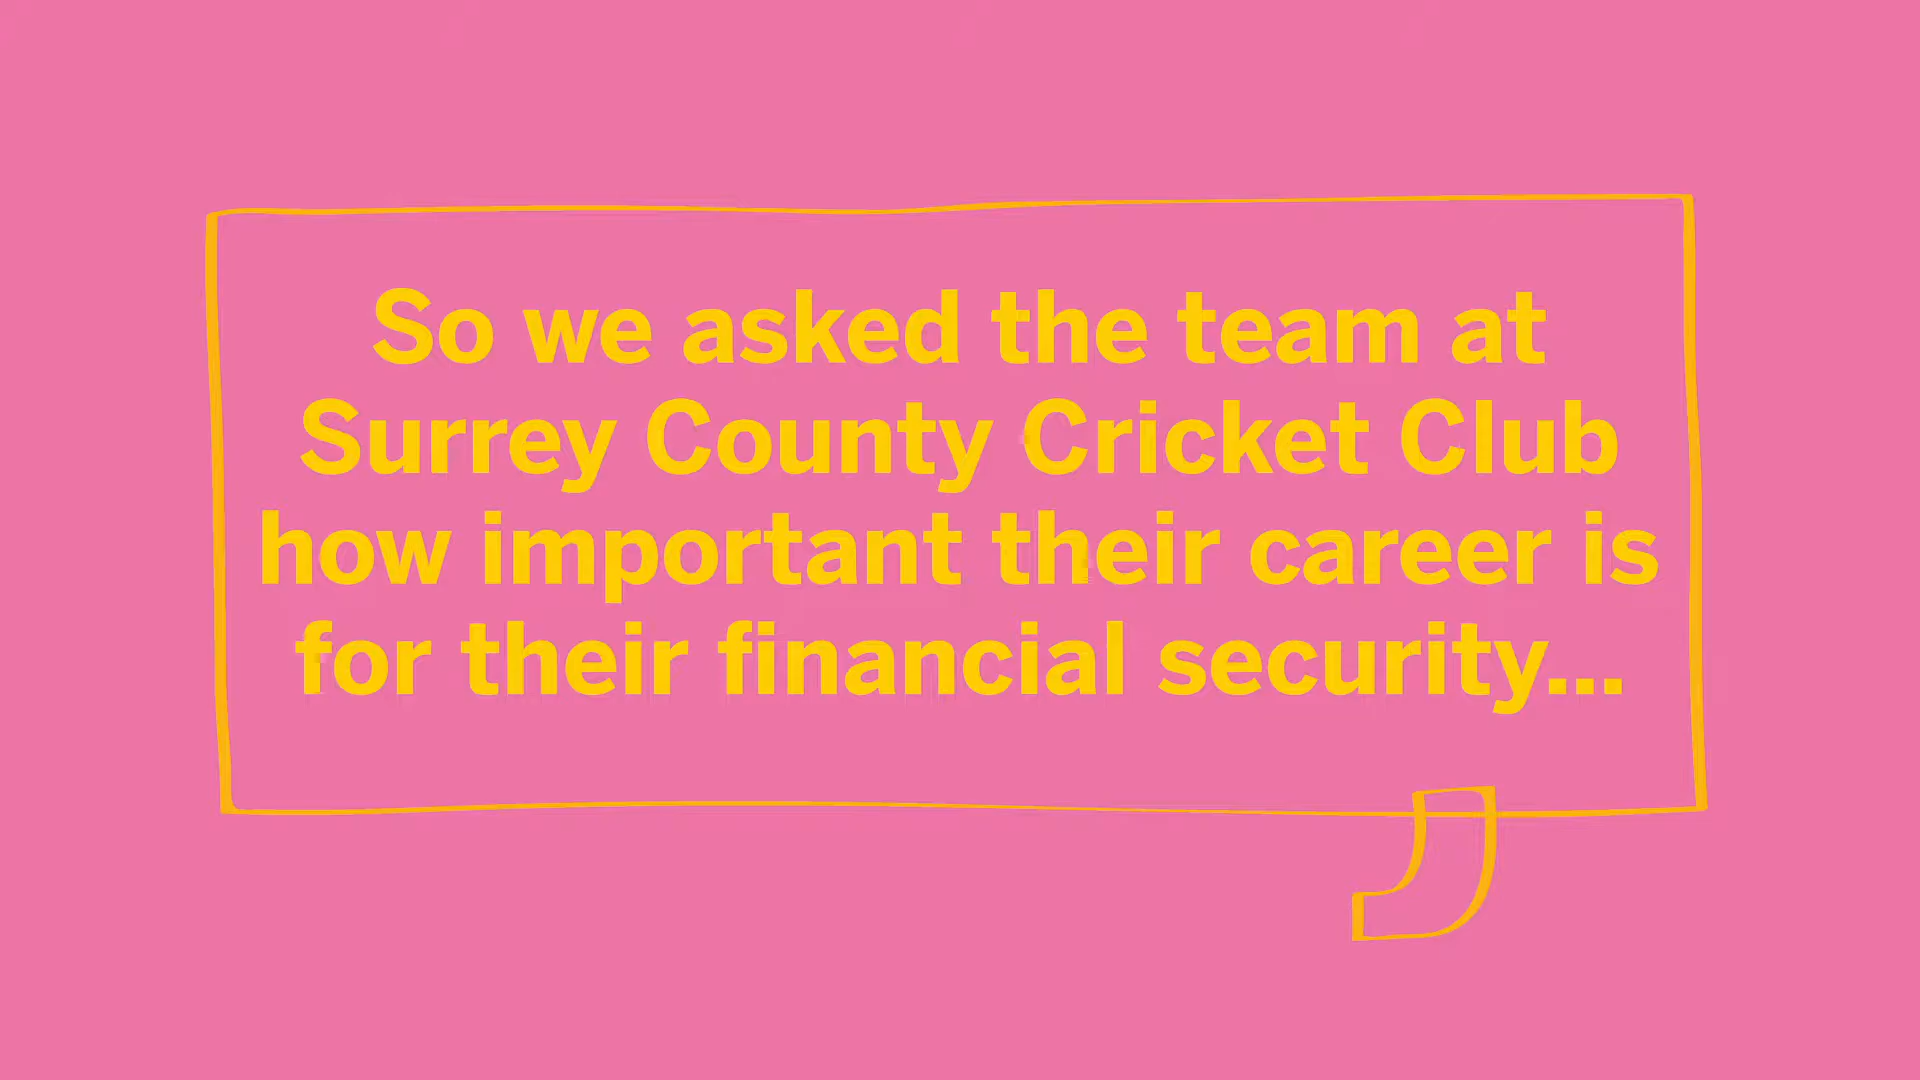 So we asked the team at
Surrey County Cricket Club
how important their career is
for their financial security...